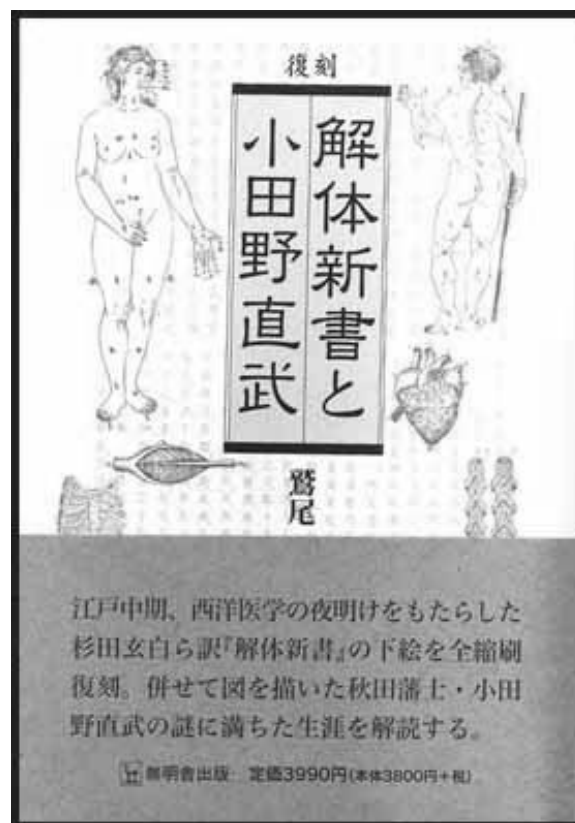 復刻
解体新書と
小田野直武
鷲尾
江戸中期、西洋医学の夜明けをもたらした
杉田玄白ら訳『解体新書』の下絵を全縮刷
復刻。併せて図を描いた秋田藩士・小田
野直武の謎に満ちた生涯を解読する。
無明舎出版 定価3990円(本体3800円+税)